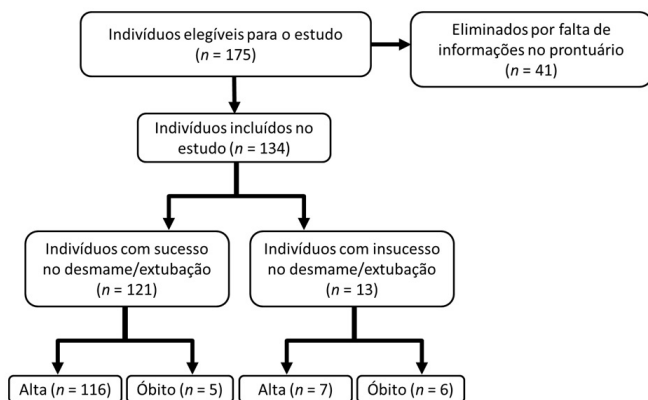 Indivíduos elegíveis para o estudo
(n = 175)
Eliminados por falta de
informações no prontuário
(n = 41)
Indivíduos incluídos no
estudo (n = 134)
Indivíduos com sucesso
no desmame/extubação
(n = 121)
Indivíduos com insucesso
no desmame/extubação
(n = 13)
Alta (n = 116)
Óbito (n = 5)
Alta (n = 7)
Óbito (n = 6)